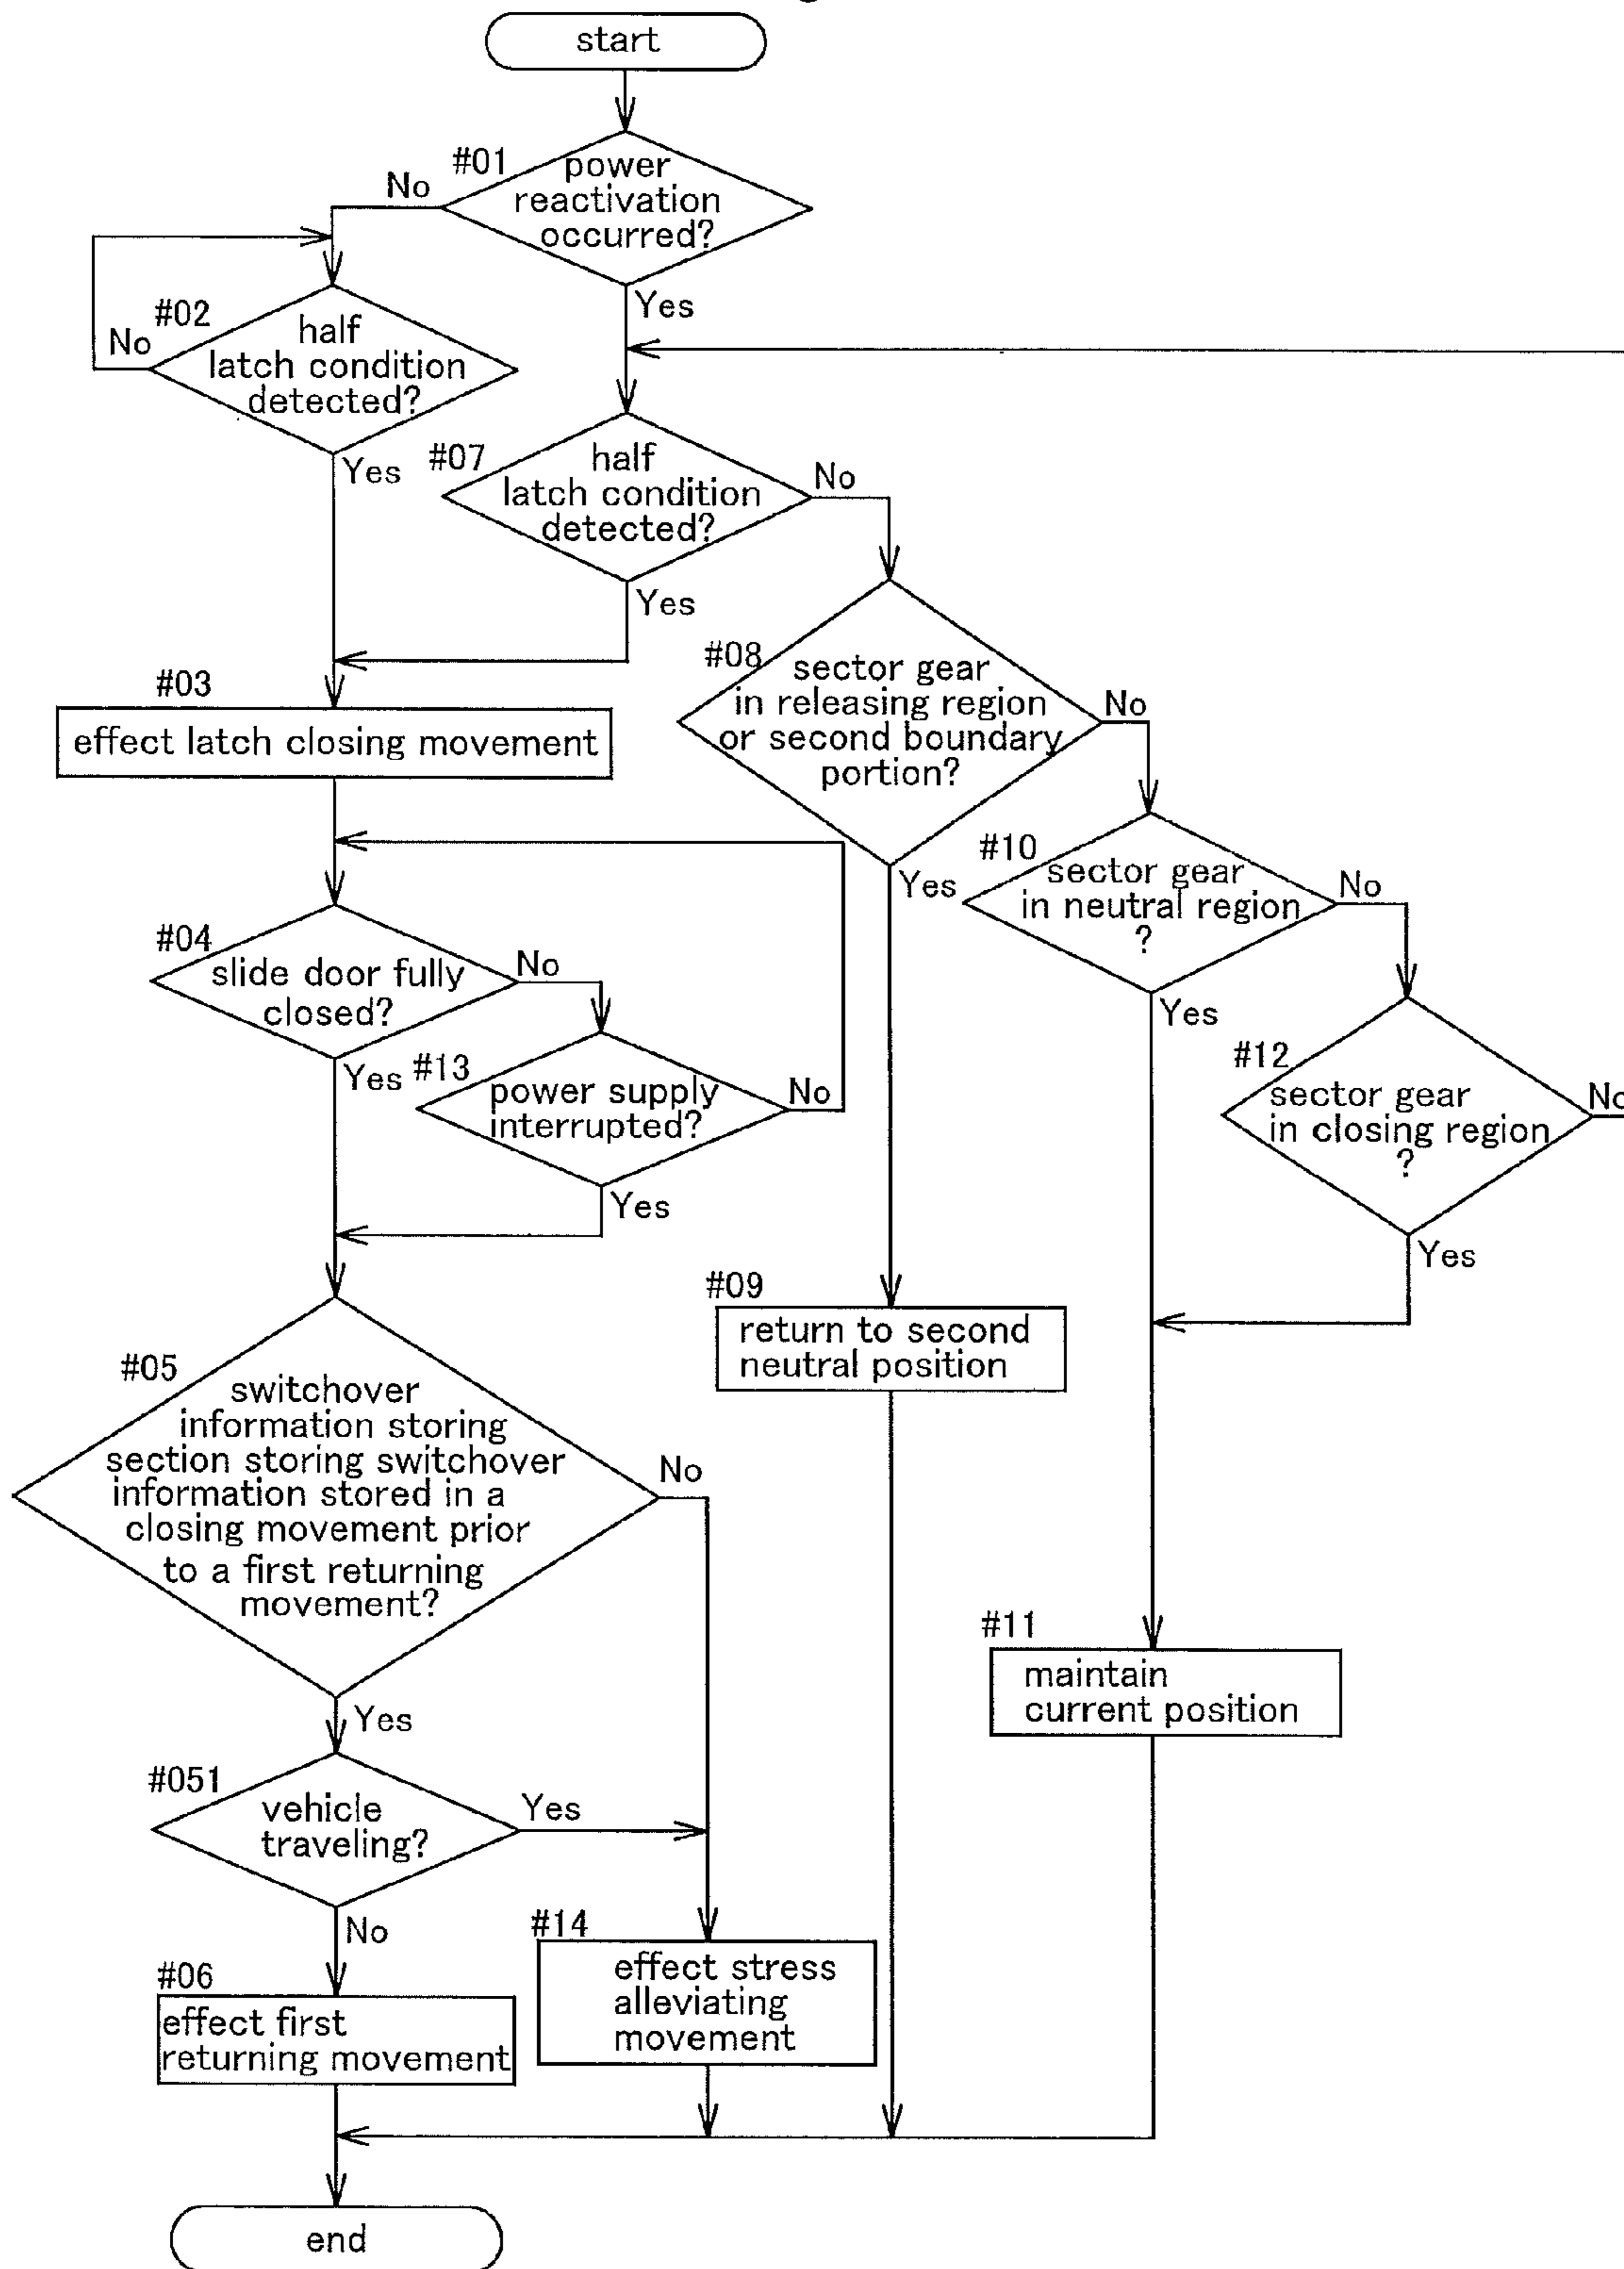 start
#01
power
reactivation
occurred?
No
Yes
#02
half
latch condition
detected?
No
Yes
#07
half
latch condition
detected?
No
Yes
#03
effect latch closing movement
#08
sector gear
in releasing region
or second boundary
portion?
No
Yes
#10
sector gear
in neutral region
?
No
Yes
#04
slide door fully
closed?
No
Yes
#13
power supply
interrupted?
No
Yes
#12
sector gear
in closing region
?
No
Yes
#09
return to second
neutral position
#05
switchover
information storing
section storing switchover
information stored in a
closing movement prior
to a first returning
movement?
No
Yes
#11
maintain
current position
#051
vehicle
traveling?
Yes
No
#14
effect stress
alleviating
movement
#06
effect first
returning movement
end